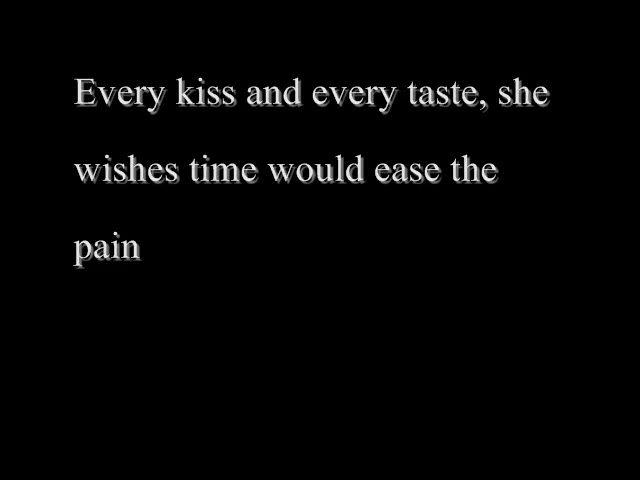 Every kiss and every taste, she
wishes time would ease the
pain